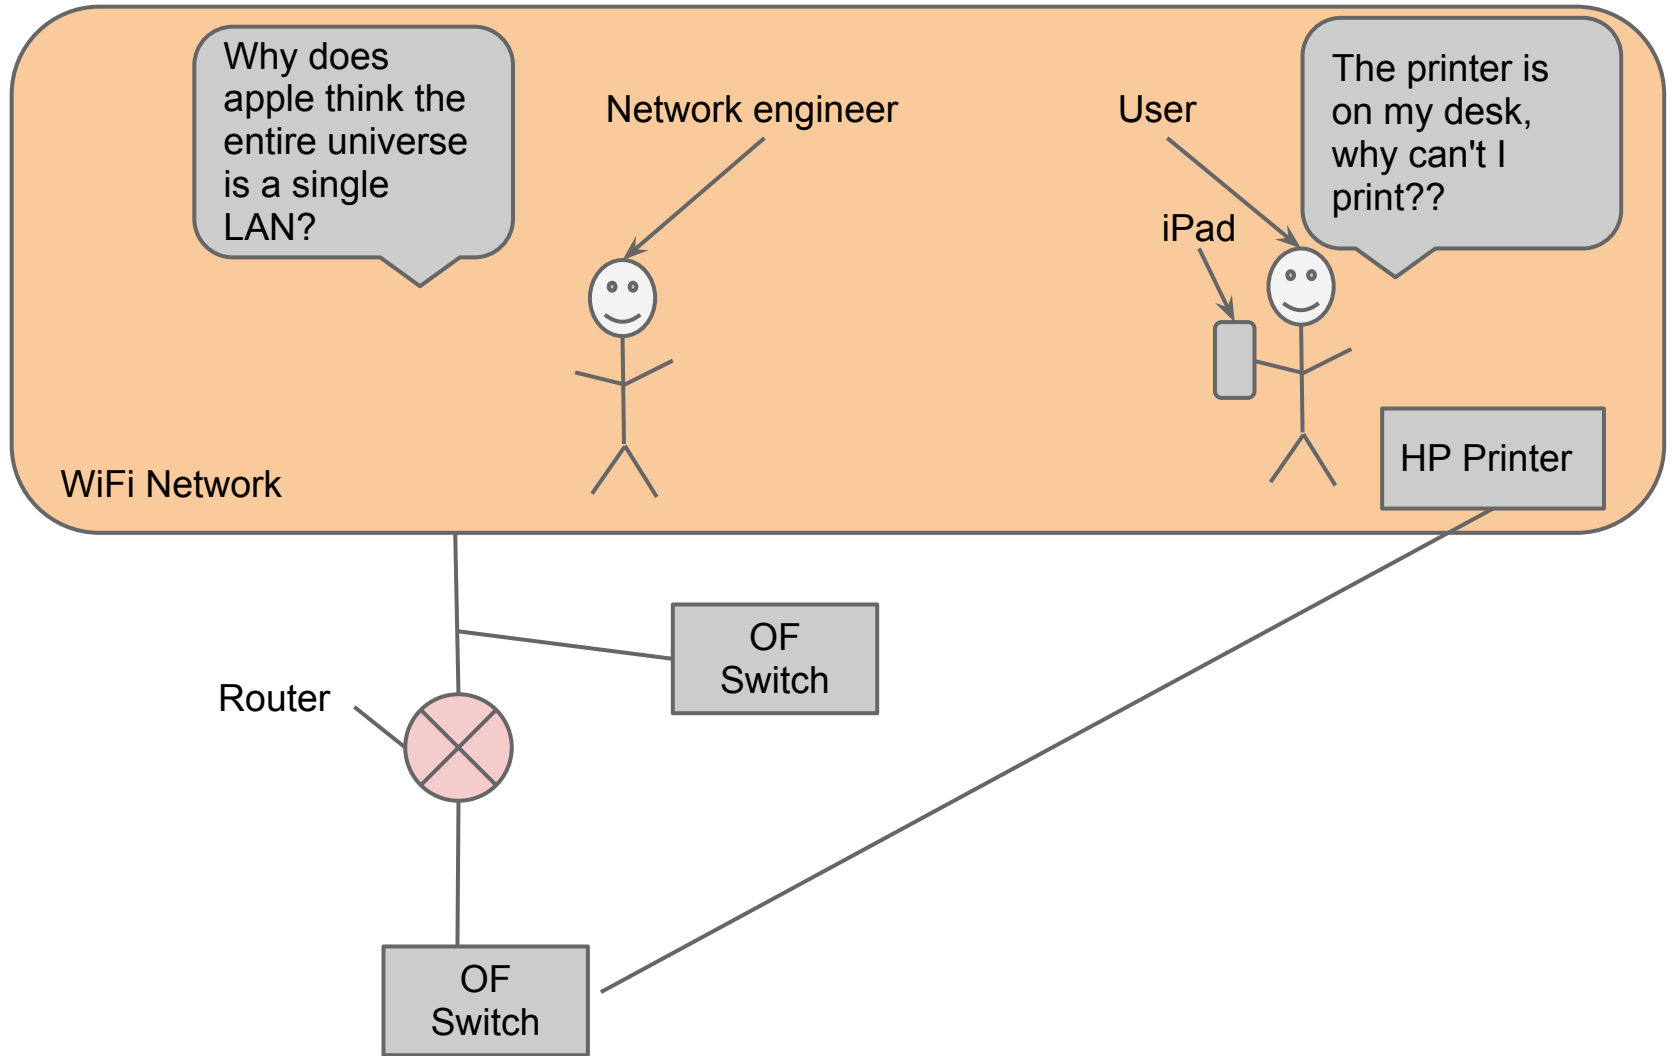 Why does
apple think the
entire universe
is a single
LAN?
Network engineer
User
The printer is
on my desk,
why can't I
print??
iPad
HP Printer
WiFi Network
OF
Switch
Router
OF
Switch